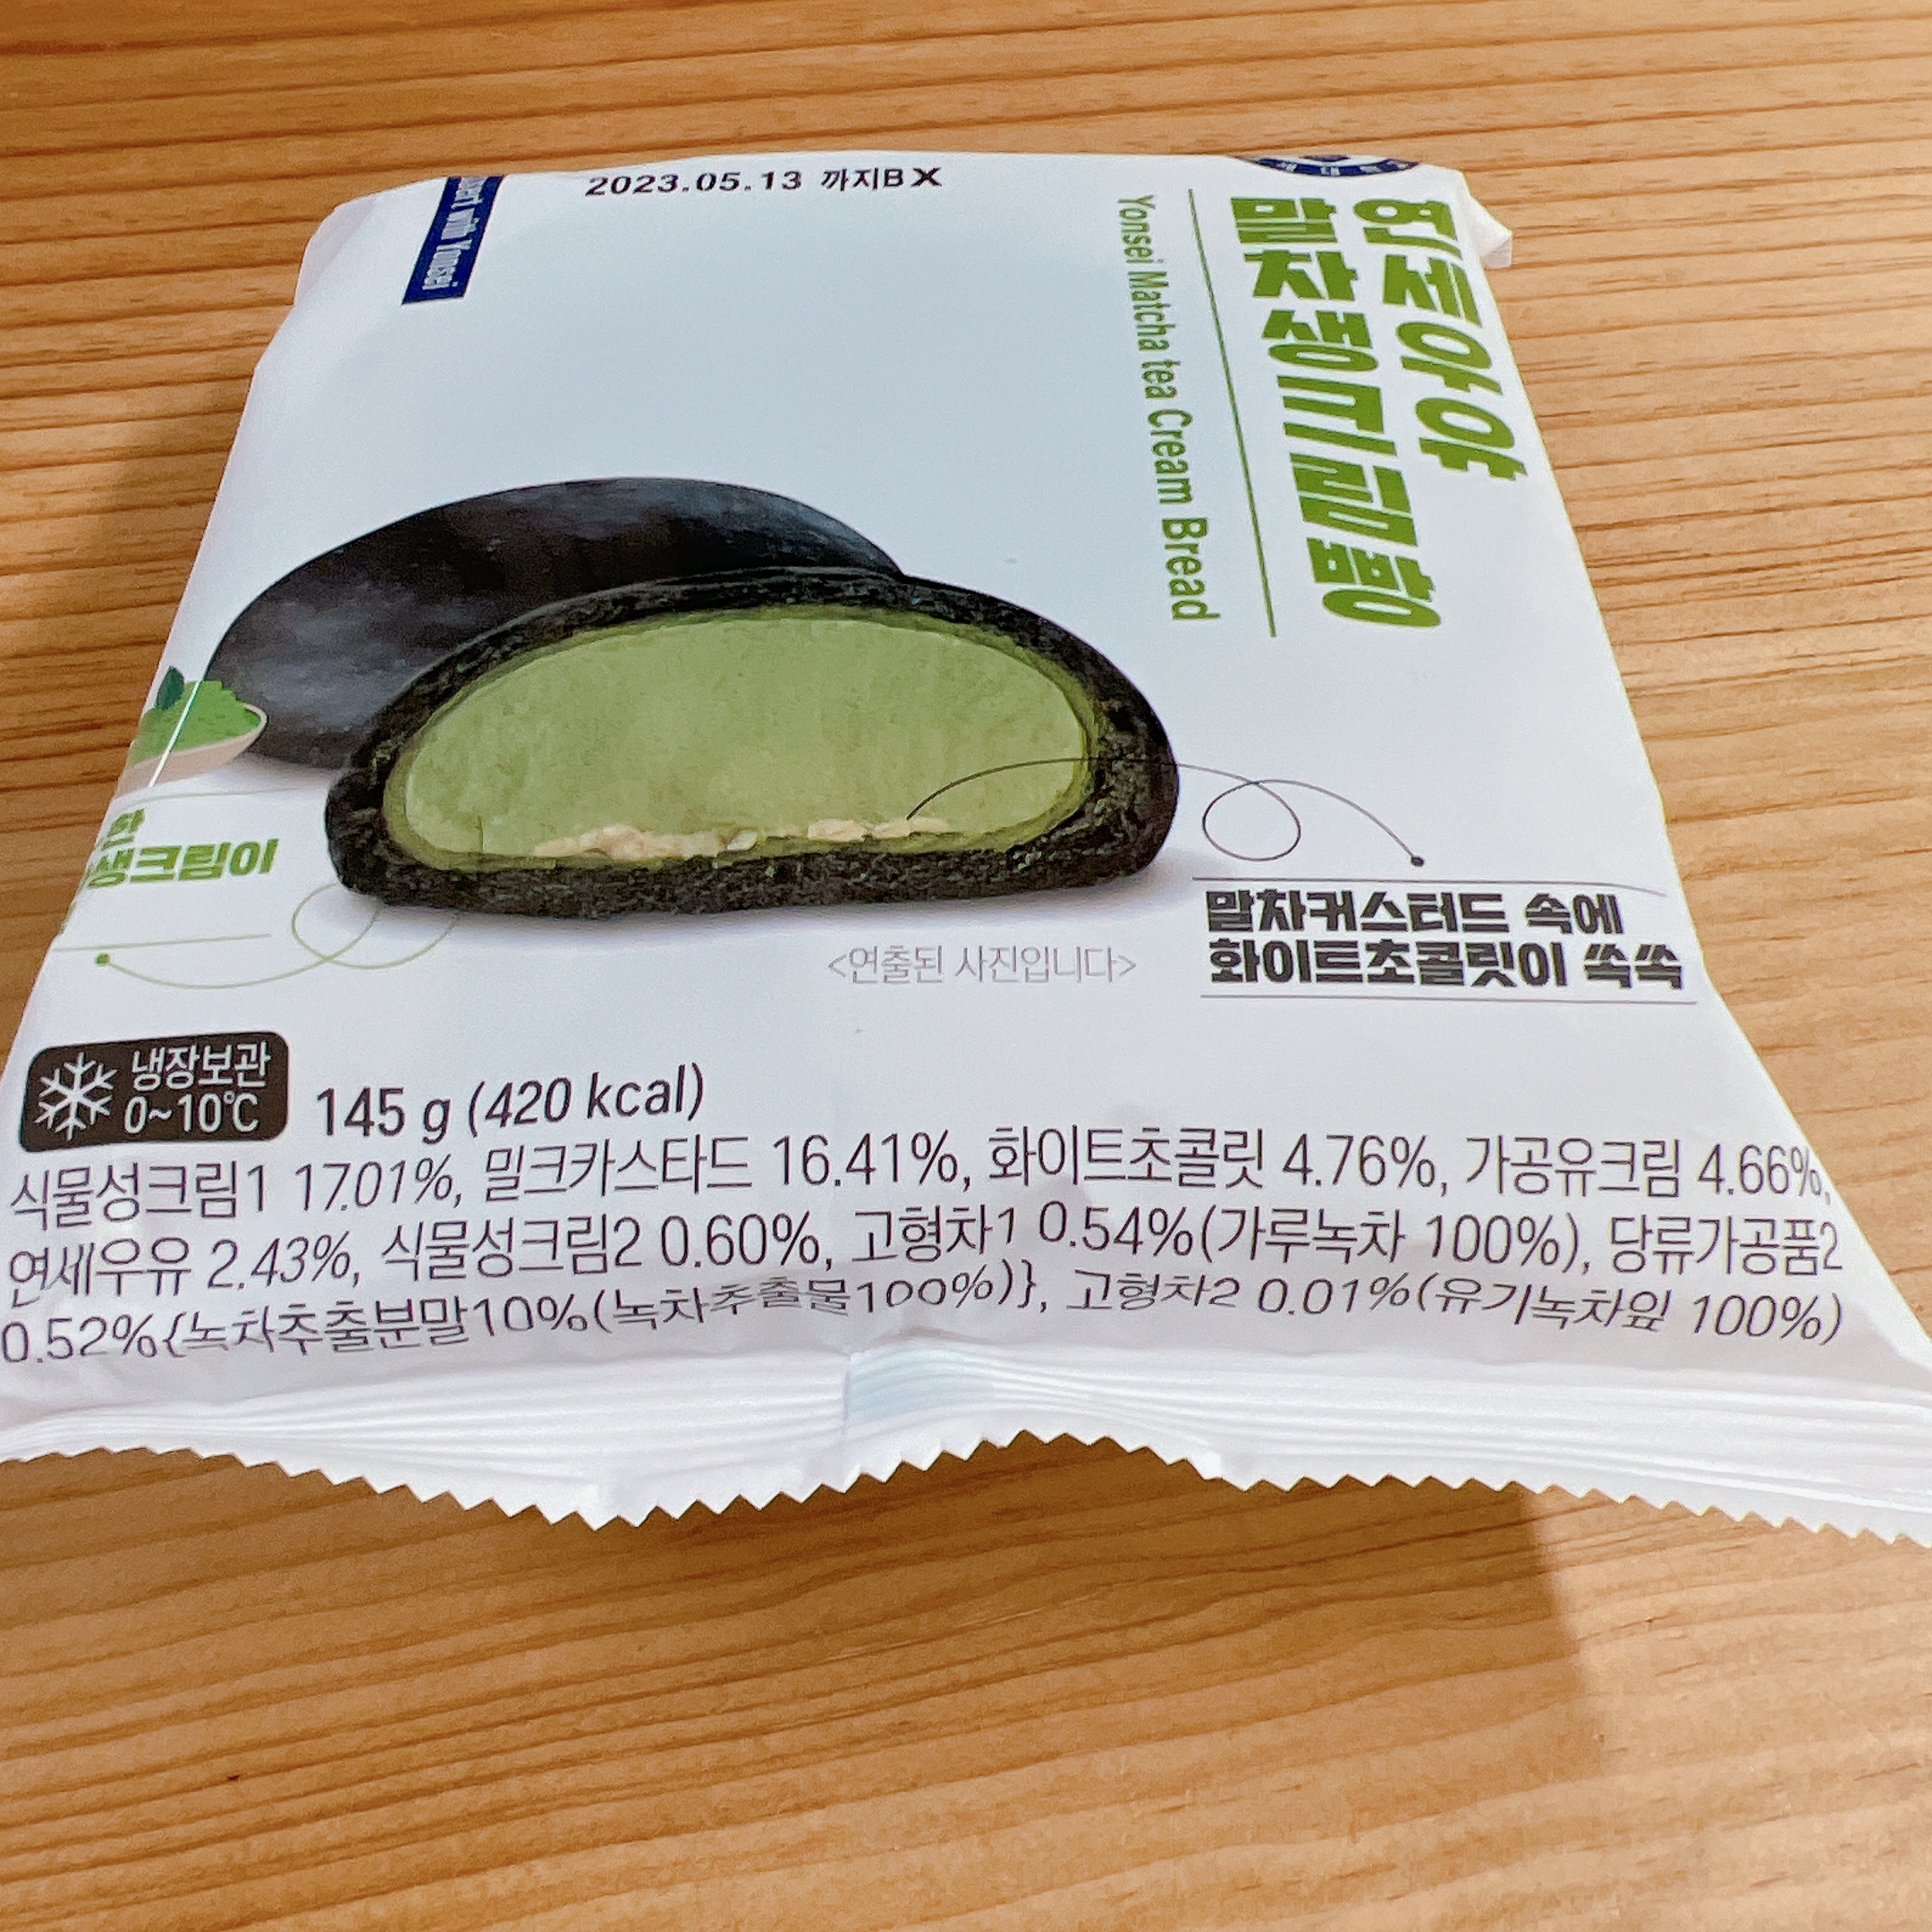 2023.05.13 까지BX
with Yonsei
연세우유
말차생크림빵
Yonsei Matcha tea Cream Bread
생크림이
말차커스터드 속에
화이트초콜릿이 쏙쏙
<연출된 사진입니다>
냉장보관
0~10℃
145 g (420 kcal)
식물성크림1 17.01%, 밀크카스타드 16.41%, 화이트초콜릿 4.76%, 가공유크림 4.66%,
연세우유 2.43%, 식물성크림2 0.60%, 고형차1 0.54%(가루녹차 100%), 당류가공품2
0.52%{녹차추출분말10%(녹차추출물100%)}, 고형차2 0.01%(유기녹차잎 100%)